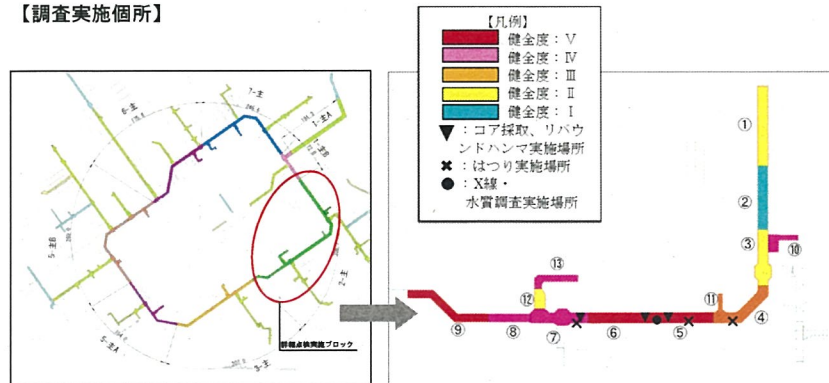 【調査実施個所】
【凡例】
健全度：Ⅴ
健全度：Ⅳ
健全度：Ⅲ
健全度：Ⅱ
健全度：Ⅰ
▼：コア採取、リバウ
ンドハンマ実施場所
✖：はつり実施場所
●：X線・
水質調査実施場所
6-主
7-主
1-主A
1-主B
5-主B
2-主
5-主A
3-主
詳細点検実施ブロック
①
②
③
⑩
⑬
⑫
⑪
④
⑨
⑧
⑦
⑥
⑤